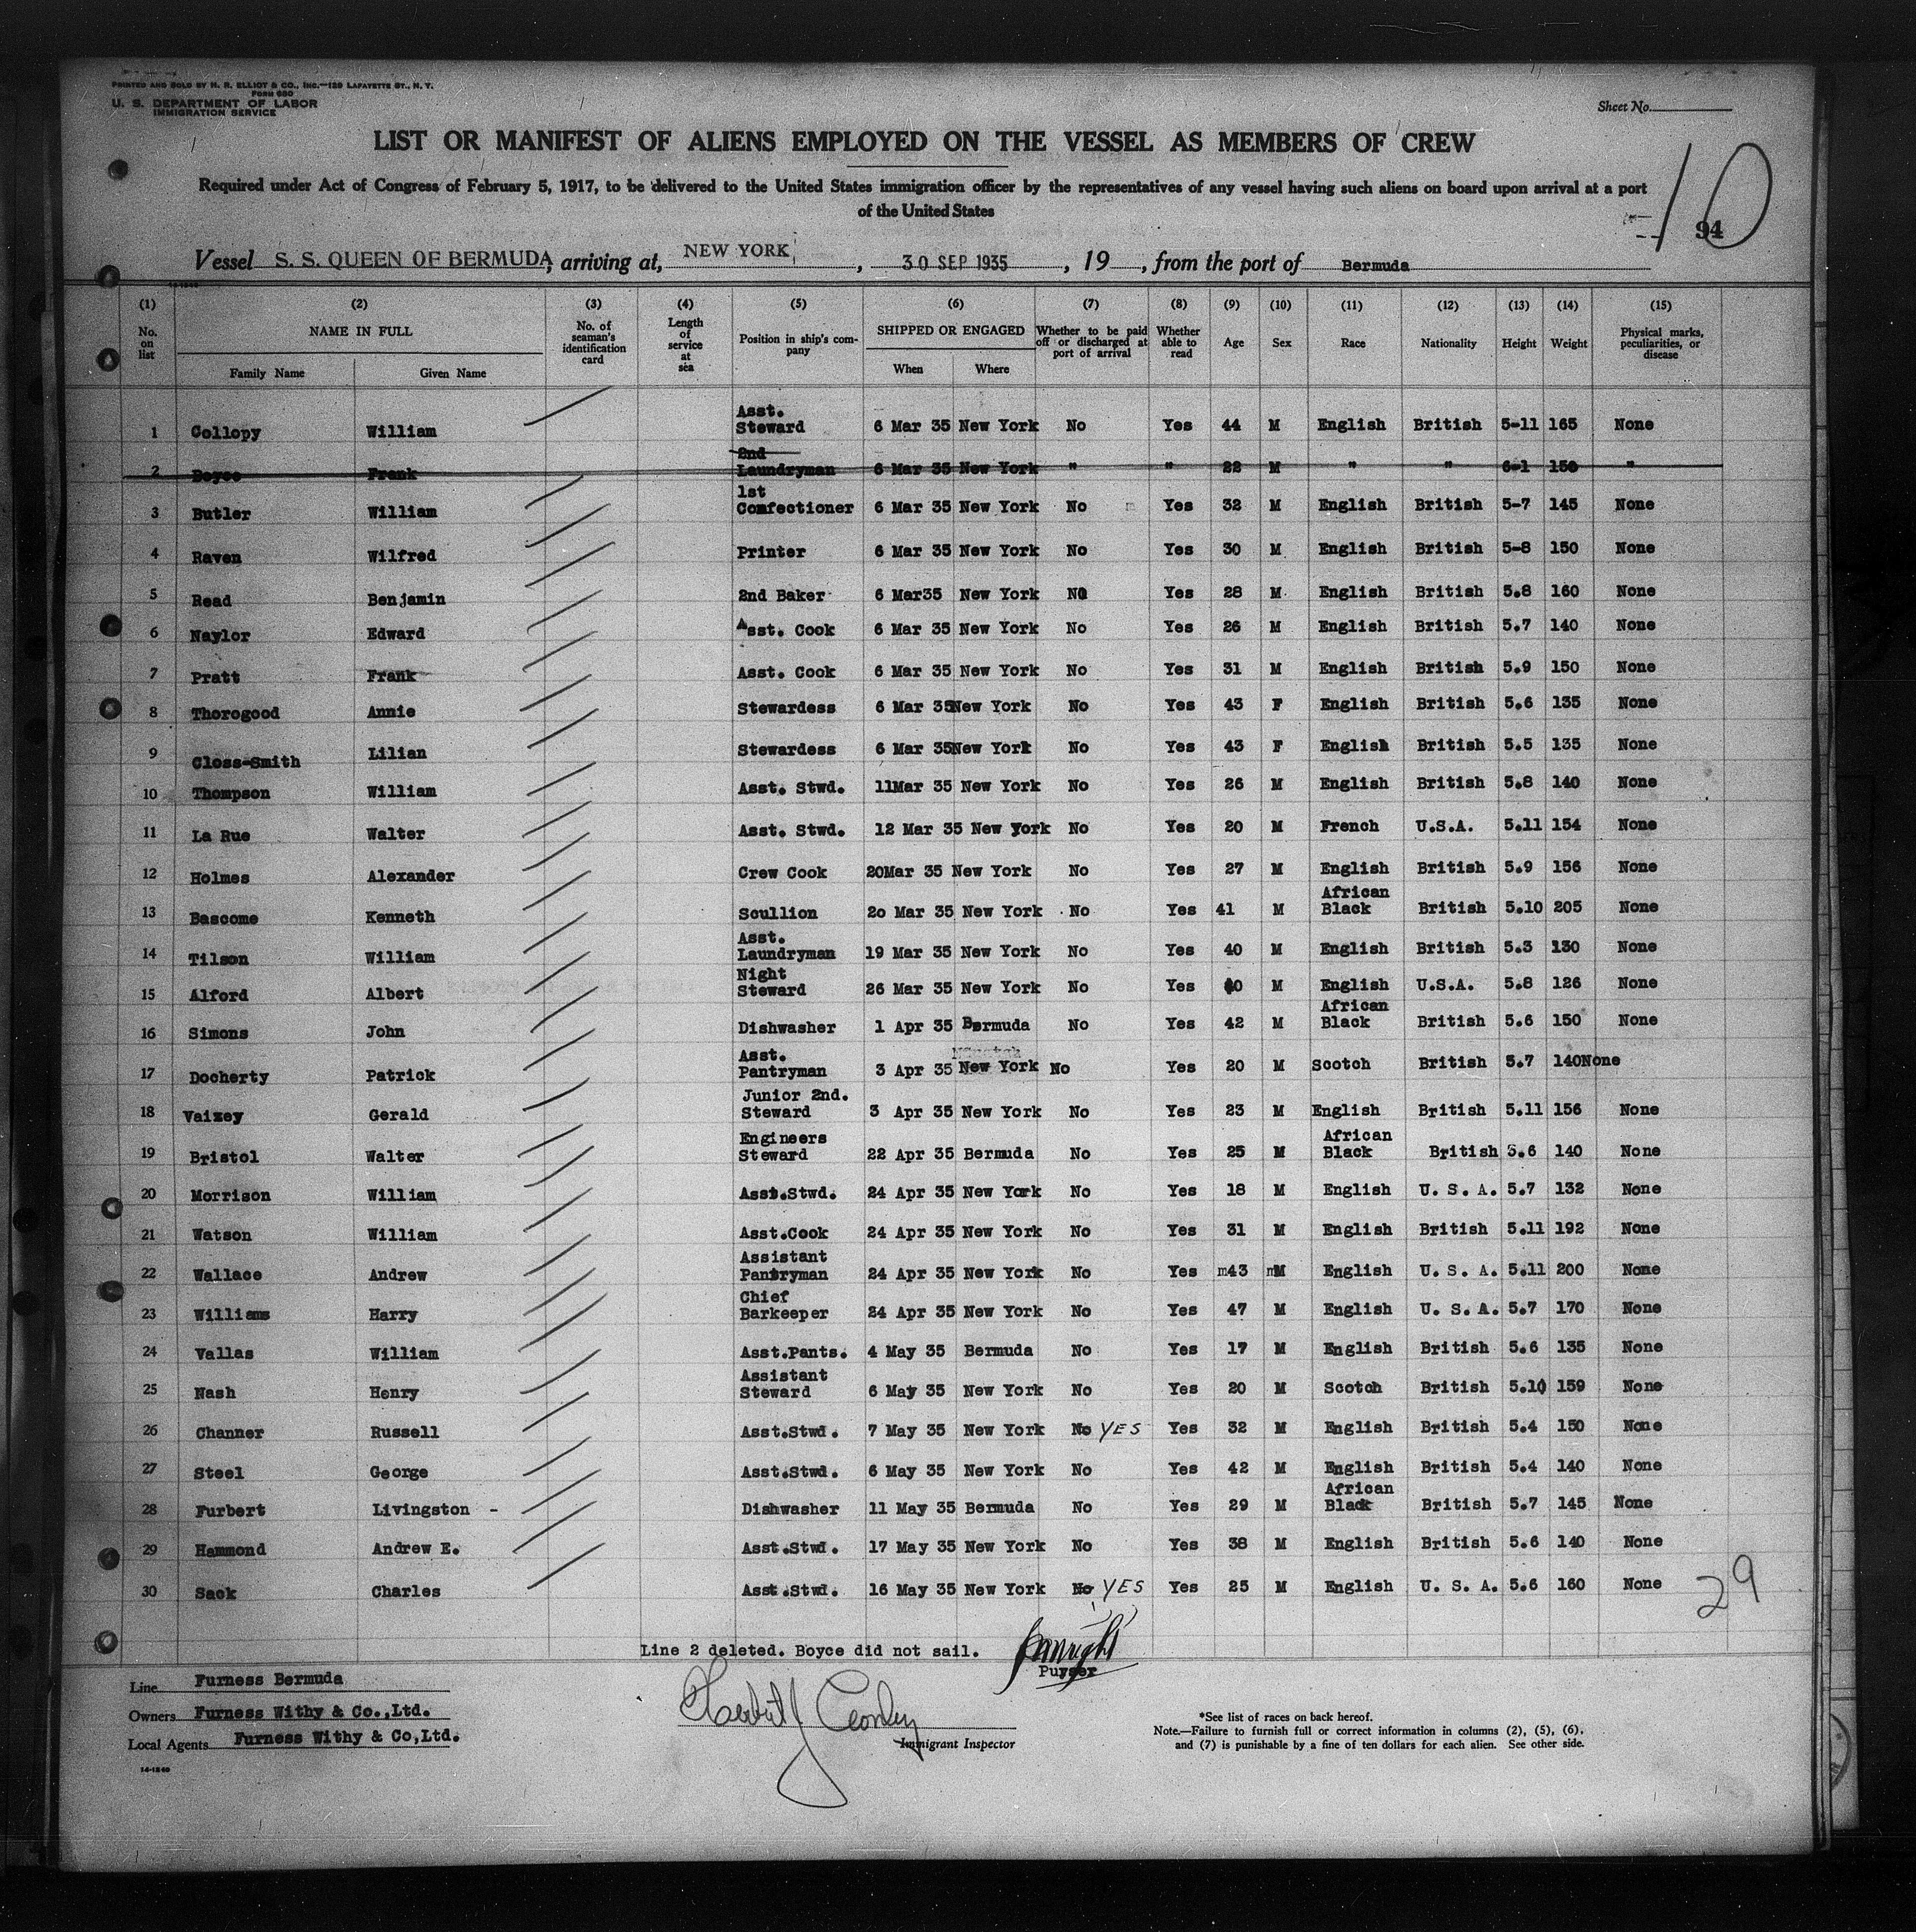 PRINTED AND SOLD BY H. R. ELLIOT & CO., INC.—129 LAFAYETTE ST., N. Y.
FORM 680
U. S. DEPARTMENT OF LABOR
IMMIGRATION SERVICE
Sheet No.
LIST OR MANIFEST OF ALIENS EMPLOYED ON THE VESSEL AS MEMBERS OF CREW
Required under Act of Congress of February 5, 1917, to be delivered to the United States immigration officer by the representatives of any vessel having such aliens on board upon arrival at a port
of the United States
10
94
Vessel S. S. QUEEN OF BERMUDA, arriving at, NEW YORK, 30 SEP 1935, 19 , from the port of Bermuda
(1) (2) (3) (4) (5) (6) (7) (8) (9) (10) (11) (12) (13) (14) (15)
No. on list NAME IN FULL Family Name Given Name No. of seaman's identification card Length of service at sea Position in ship's company SHIPPED OR ENGAGED When Where Whether to be paid off or discharged at port of arrival Whether able to read Age Sex Race Nationality Height Weight Physical marks, peculiarities, or disease
1 Collopy William Asst. Steward 6 Mar 35 New York No Yes 44 M English British 5-11 165 None
2 Boyce Frank 2nd Laundryman 6 Mar 35 New York " " 22 M " " 6-1 150 "
3 Butler William 1st Confectioner 6 Mar 35 New York No Yes 32 M English British 5-7 145 None
4 Raven Wilfred Printer 6 Mar 35 New York No Yes 30 M English British 5-8 150 None
5 Read Benjamin 2nd Baker 6 Mar35 New York No Yes 28 M English British 5.8 160 None
6 Naylor Edward Asst. Cook 6 Mar 35 New York No Yes 26 M English British 5.7 140 None
7 Pratt Frank Asst. Cook 6 Mar 35 New York No Yes 31 M English British 5.9 150 None
8 Thorogood Annie Stewardess 6 Mar 35 New York No Yes 43 F English British 5.6 135 None
9 Closs-Smith Lilian Stewardess 6 Mar 35 New York No Yes 43 F English British 5.5 135 None
10 Thompson William Asst. Stwd. 11Mar 35 New York No Yes 26 M English British 5.8 140 None
11 La Rue Walter Asst. Stwd. 12 Mar 35 New york No Yes 20 M French U.S.A. 5.11 154 None
12 Holmes Alexander Crew Cook 20Mar 35 New York No Yes 27 M English British 5.9 156 None
13 Bascome Kenneth Scullion 2o Mar 35 New York No Yes 41 M African Black British 5.10 205 None
14 Tilson William Asst. Laundryman 19 Mar 35 New York No Yes 40 M English British 5.3 130 None
15 Alford Albert Night Steward 26 Mar 35 New York No Yes 40 M English U.S.A. 5.8 126 None
16 Simons John Dishwasher 1 Apr 35 Bermuda No Yes 42 M African Black British 5.6 150 None
17 Docherty Patrick Asst. Pantryman 3 Apr 35 New York No Yes 20 M Scotch British 5.7 140 None
18 Vaizey Gerald Junior 2nd. Steward 3 Apr 35 New York No Yes 23 M English British 5.11 156 None
19 Bristol Walter Engineers Steward 22 Apr 35 Bermuda No Yes 25 M African Black British 5.6 140 None
20 Morrison William Asst.Stwd. 24 Apr 35 New York No Yes 18 M English U. S. A. 5.7 132 None
21 Watson William Asst.Cook 24 Apr 35 New York No Yes 31 M English British 5.11 192 None
22 Wallace Andrew Assistant Pantryman 24 Apr 35 New York No Yes m43 mM English U. S. A. 5.11 200 None
23 Williams Harry Chief Barkeeper 24 Apr 35 New York No Yes 47 M English U. S. A. 5.7 170 None
24 Vallas William Asst.Pants. 4 May 35 Bermuda No Yes 17 M English British 5.6 135 None
25 Nash Henry Assistant Steward 6 May 35 New York No Yes 20 M Scotch British 5.10 159 None
26 Channer Russell Asst.Stwd. 7 May 35 New York No YES Yes 32 M English British 5.4 150 None
27 Steel George Asst.Stwd. 6 May 35 New York No Yes 42 M English British 5.4 140 None
28 Furbert Livingston - Dishwasher 11 May 35 Bermuda No Yes 29 M African Black British 5.7 145 None
29 Hammond Andrew E. Asst.Stwd. 17 May 35 New York No Yes 38 M English British 5.6 140 None
30 Sack Charles Asst.Stwd. 16 May 35 New York No YES Yes 25 M English U. S. A. 5.6 160 None
29
Line 2 deleted. Boyce did not sail.
Purser
Line Furness Bermuda
Owners Furness Withy & Co.,Ltd.
Local Agents Furness Withy & Co,Ltd.
Immigrant Inspector
*See list of races on back hereof.
Note.—Failure to furnish full or correct information in columns (2), (5), (6),
and (7) is punishable by a fine of ten dollars for each alien. See other side.
14-1240